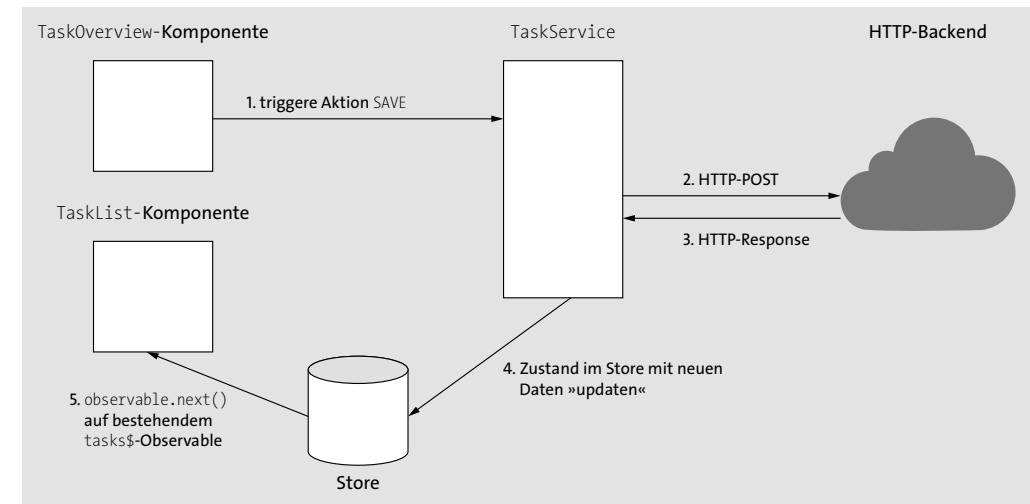 TaskOverview-Komponente
TaskService
HTTP-Backend
1. triggere Aktion SAVE
2. HTTP-POST
3. HTTP-Response
TaskList-Komponente
4. Zustand im Store mit neuen
Daten »updaten«
5. observable.next()
auf bestehendem
tasks$-Observable
Store